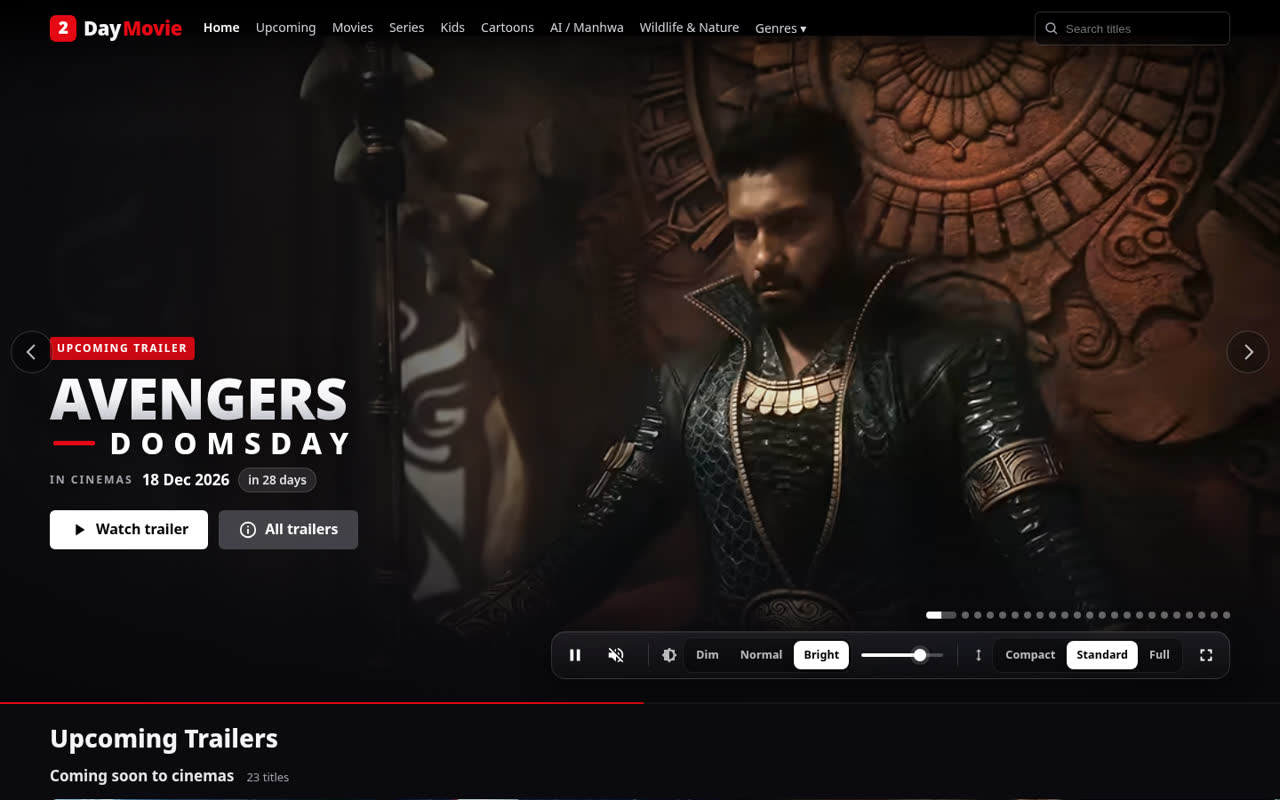 2 DayMovie Home Upcoming Movies Series Kids Cartoons AI / Manhwa Wildlife & Nature Genres ▾ Search titles
UPCOMING TRAILER
AVENGERS
DOOMSDAY
IN CINEMAS 18 Dec 2026 in 28 days
Watch trailer All trailers
Dim Normal Bright Compact Standard Full
Upcoming Trailers
Coming soon to cinemas 23 titles